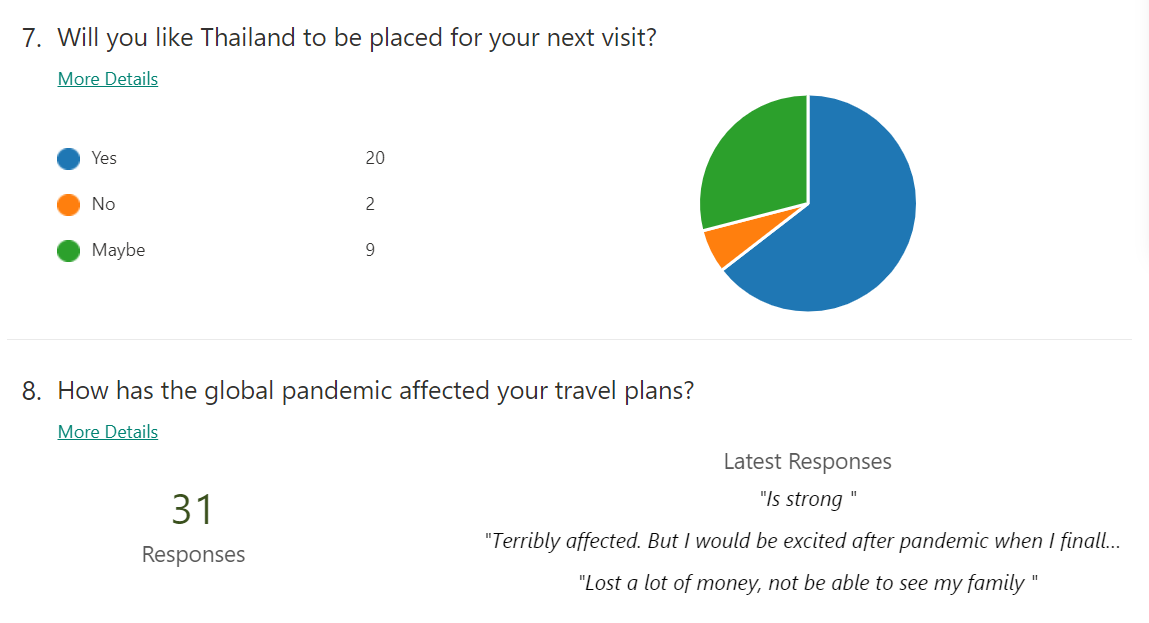 7. Will you like Thailand to be placed for your next visit?
More Details
Yes 20
No 2
Maybe 9
8. How has the global pandemic affected your travel plans?
More Details
Latest Responses
31
Responses
"Is strong "
"Terribly affected. But I would be excited after pandemic when I finall...
"Lost a lot of money, not be able to see my family "